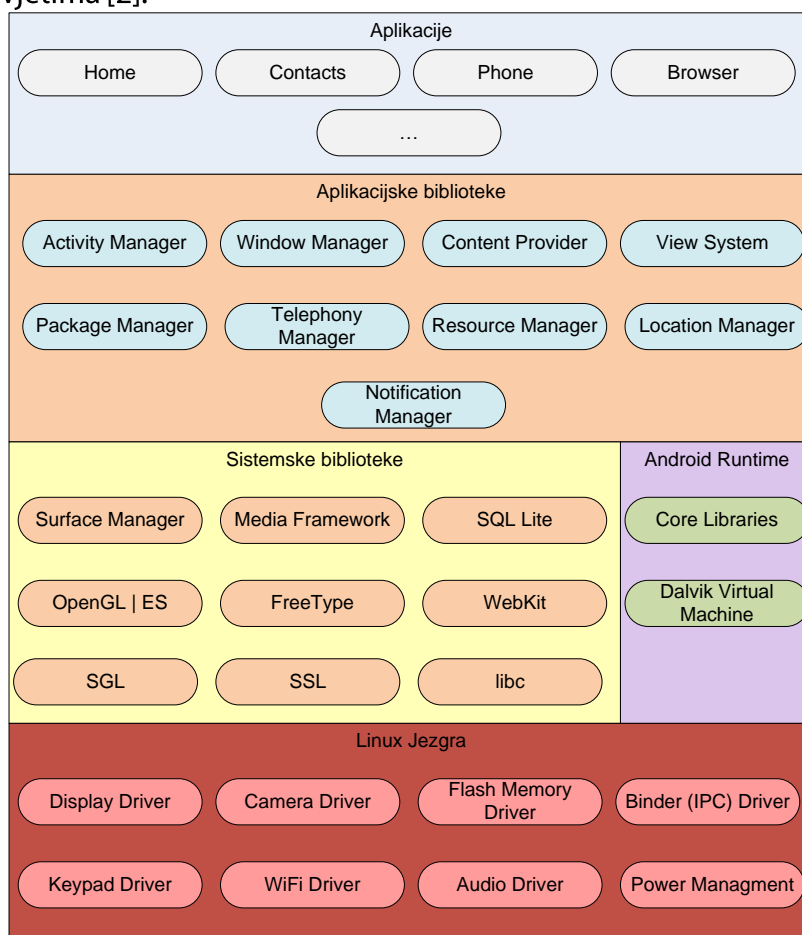 vjetima [2].
Aplikacije
Home Contacts Phone Browser
...
Aplikacijske biblioteke
Activity Manager Window Manager Content Provider View System
Package Manager Telephony Manager Resource Manager Location Manager
Notification Manager
Sistemske biblioteke Android Runtime
Surface Manager Media Framework SQL Lite Core Libraries
OpenGL | ES FreeType WebKit Dalvik Virtual Machine
SGL SSL libc
Linux Jezgra
Display Driver Camera Driver Flash Memory Driver Binder (IPC) Driver
Keypad Driver WiFi Driver Audio Driver Power Managment